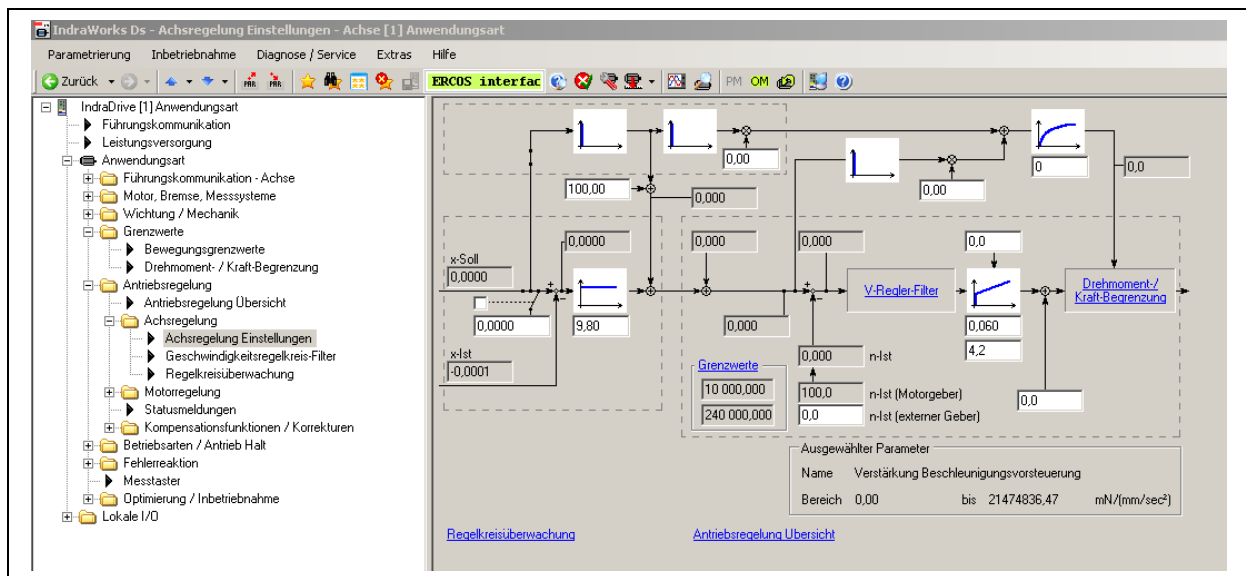 IndraWorks Ds - Achsregelung Einstellungen - Achse [1] Anwendungsart
Parametrierung Inbetriebnahme Diagnose / Service Extras Hilfe
Zurück PAR PAR ERCOS interfac PM OM
IndraDrive [1] Anwendungsart
Führungskommunikation
Leistungsversorgung
Anwendungsart
Führungskommunikation - Achse
Motor, Bremse, Messsysteme
Wichtung / Mechanik
Grenzwerte
Bewegungsgrenzwerte
Drehmoment- / Kraft-Begrenzung
Antriebsregelung
Antriebsregelung Übersicht
Achsregelung
Achsregelung Einstellungen
Geschwindigkeitsregelkreis-Filter
Regelkreisüberwachung
Motorregelung
Statusmeldungen
Kompensationsfunktionen / Korrekturen
Betriebsarten / Antrieb Halt
Fehlerreaktion
Messtaster
Optimierung / Inbetriebnahme
Lokale I/O
0,00
0
0,0
100,00
0,00
0,000
0,0000
0,000
0,000
0,0
x-Soll
0,0000
V-Regler-Filter
Drehmoment-/
Kraft-Begrenzung
0,0000
9,80
0,000
0,060
4,2
x-Ist
-0,0001
0,000 n-Ist
Grenzwerte
10 000,000
240 000,000
100,0 n-Ist (Motorgeber)
0,0 n-Ist (externer Geber)
0,0
Ausgewählter Parameter
Name Verstärkung Beschleunigungsvorsteuerung
Bereich 0,00 bis 21474836,47 mN/(mm/sec²)
Regelkreisüberwachung
Antriebsregelung Übersicht